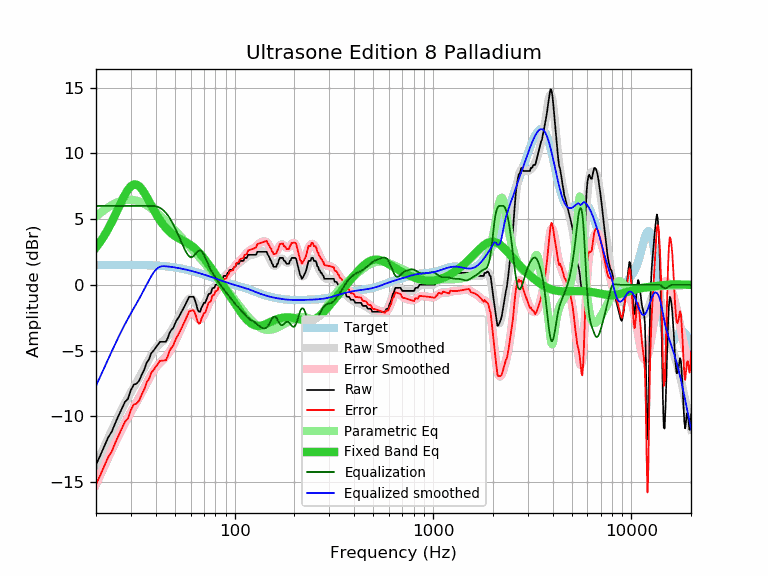 Ultrasone Edition 8 Palladium
15
10
5
0
−5
−10
−15
Amplitude (dBr)
Target
Raw Smoothed
Error Smoothed
Raw
Error
Parametric Eq
Fixed Band Eq
Equalization
Equalized smoothed
100
1000
10000
Frequency (Hz)